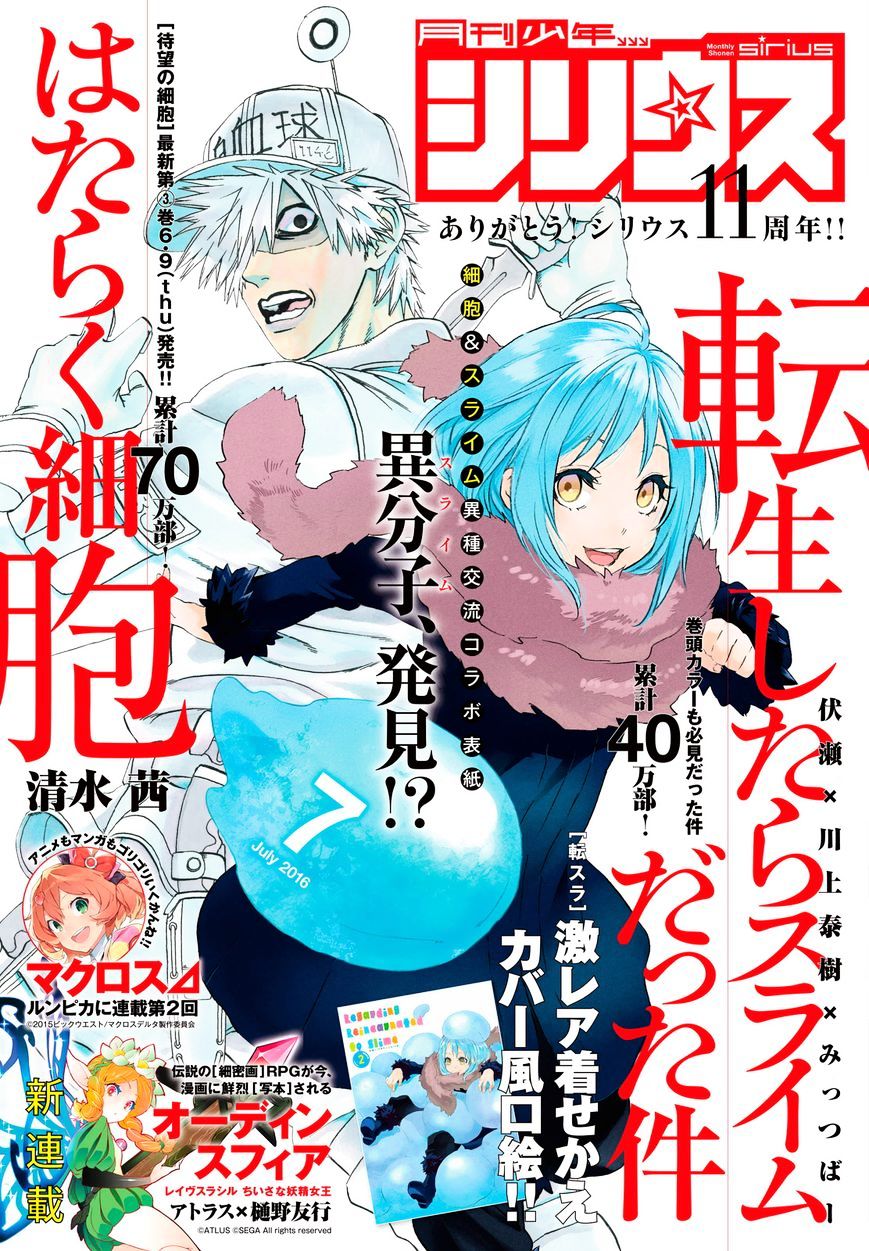 月刊少年
Monthly Shonen
sirius
シリウス
ありがとう!シリウス11周年!!
転生したらスライムだった件
伏瀬×川上泰樹×みっつばー
巻頭カラーも必見だった件
累計40万部!
細胞&スライム異種交流コラボ表紙
異分子、発見!?
スライム
[待望の細胞]最新第③巻6・9(thu)発売!!
累計70万部!
はたらく細胞
清水 茜
血球
1146
7
July 2016
[転スラ]激レア着せかえカバー風口絵!!
Regarding
Reincarnated
to Slime
2
アニメもマンガもゴリゴリいくかんね!!
マクロスΔ
ルンピカに連載第2回
©2015ビックウエスト/マクロスデルタ製作委員会
新連載
伝説の[細密画]RPGが今、
漫画に鮮烈[写本]される
オーディン
スフィア
レイヴスラシル ちいさな妖精女王
アトラス×樋野友行
©ATLUS ©SEGA All rights reserved